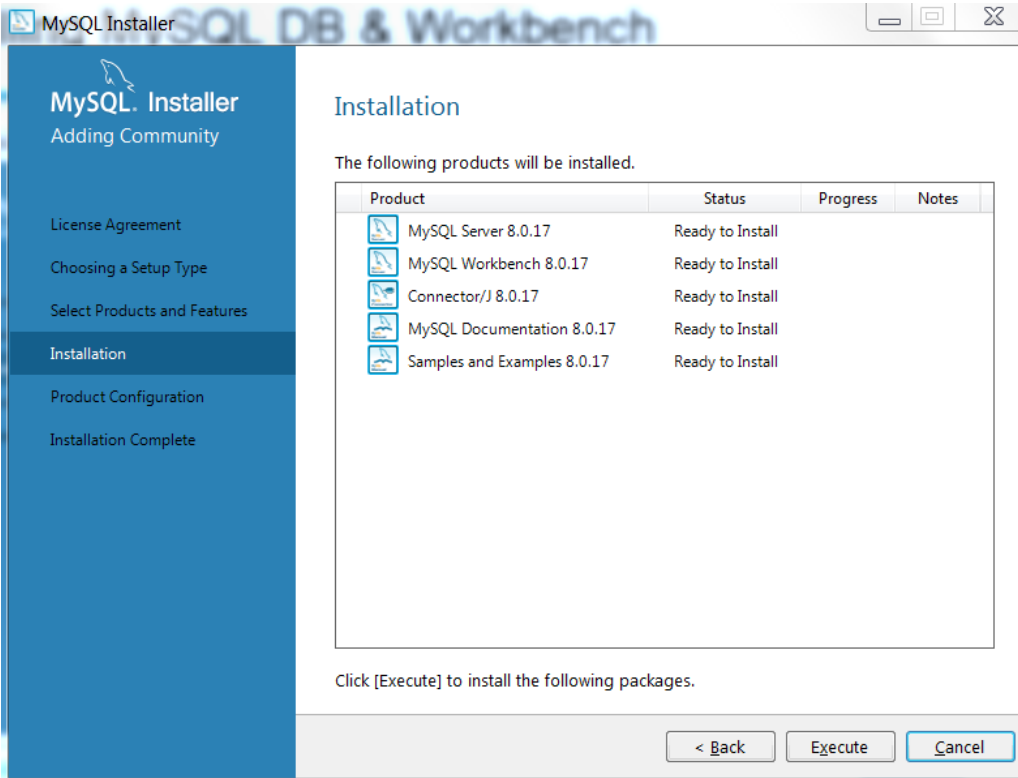 MySQL Installer
MySQL DB & Workbench
MySQL. Installer
Adding Community
License Agreement
Choosing a Setup Type
Select Products and Features
Installation
Product Configuration
Installation Complete
Installation
The following products will be installed.
Product Status Progress Notes
MySQL Server 8.0.17 Ready to Install
MySQL Workbench 8.0.17 Ready to Install
Connector/J 8.0.17 Ready to Install
MySQL Documentation 8.0.17 Ready to Install
Samples and Examples 8.0.17 Ready to Install
Click [Execute] to install the following packages.
< Back Execute Cancel